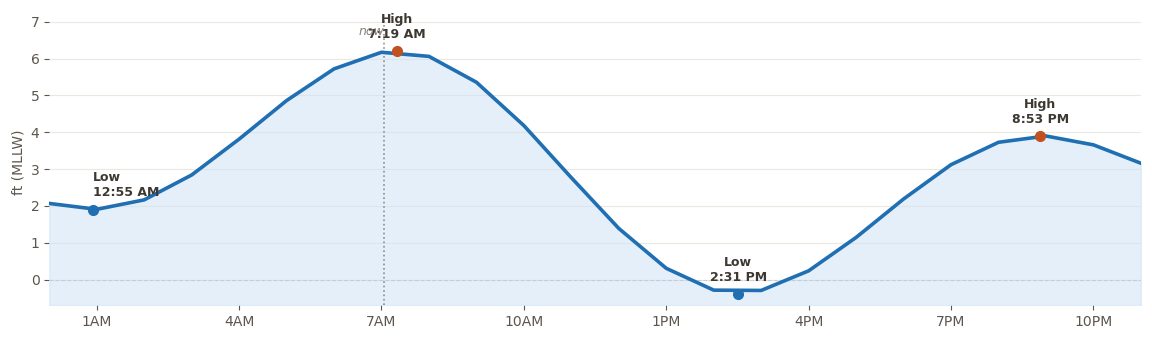 ft (MLLW)
7
6
5
4
3
2
1
0
Low
12:55 AM
now
High
7:19 AM
Low
2:31 PM
High
8:53 PM
1AM
4AM
7AM
10AM
1PM
4PM
7PM
10PM